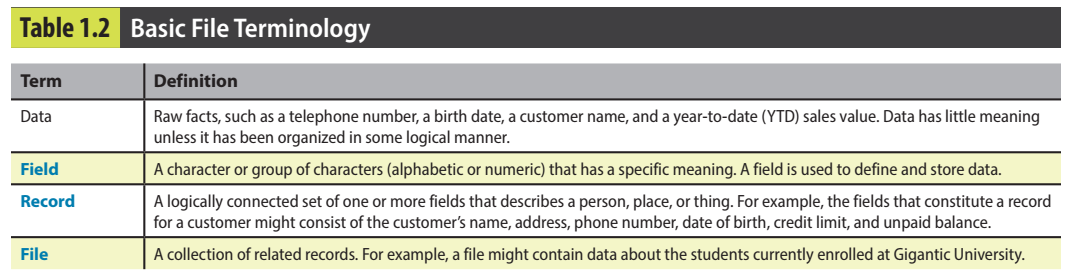 Table 1.2 Basic File Terminology
Term Definition
Data Raw facts, such as a telephone number, a birth date, a customer name, and a year-to-date (YTD) sales value. Data has little meaning
unless it has been organized in some logical manner.
Field A character or group of characters (alphabetic or numeric) that has a specific meaning. A field is used to define and store data.
Record A logically connected set of one or more fields that describes a person, place, or thing. For example, the fields that constitute a record
for a customer might consist of the customer’s name, address, phone number, date of birth, credit limit, and unpaid balance.
File A collection of related records. For example, a file might contain data about the students currently enrolled at Gigantic University.